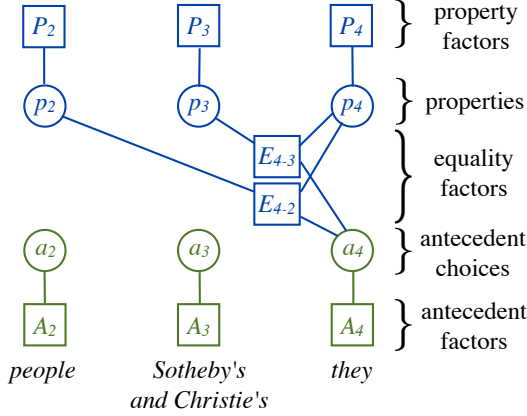 P2 P3 P4 property factors
p2 p3 p4 properties
E4-3
E4-2
equality factors
a2 a3 a4 antecedent choices
A2 A3 A4 antecedent factors
people Sotheby's and Christie's they